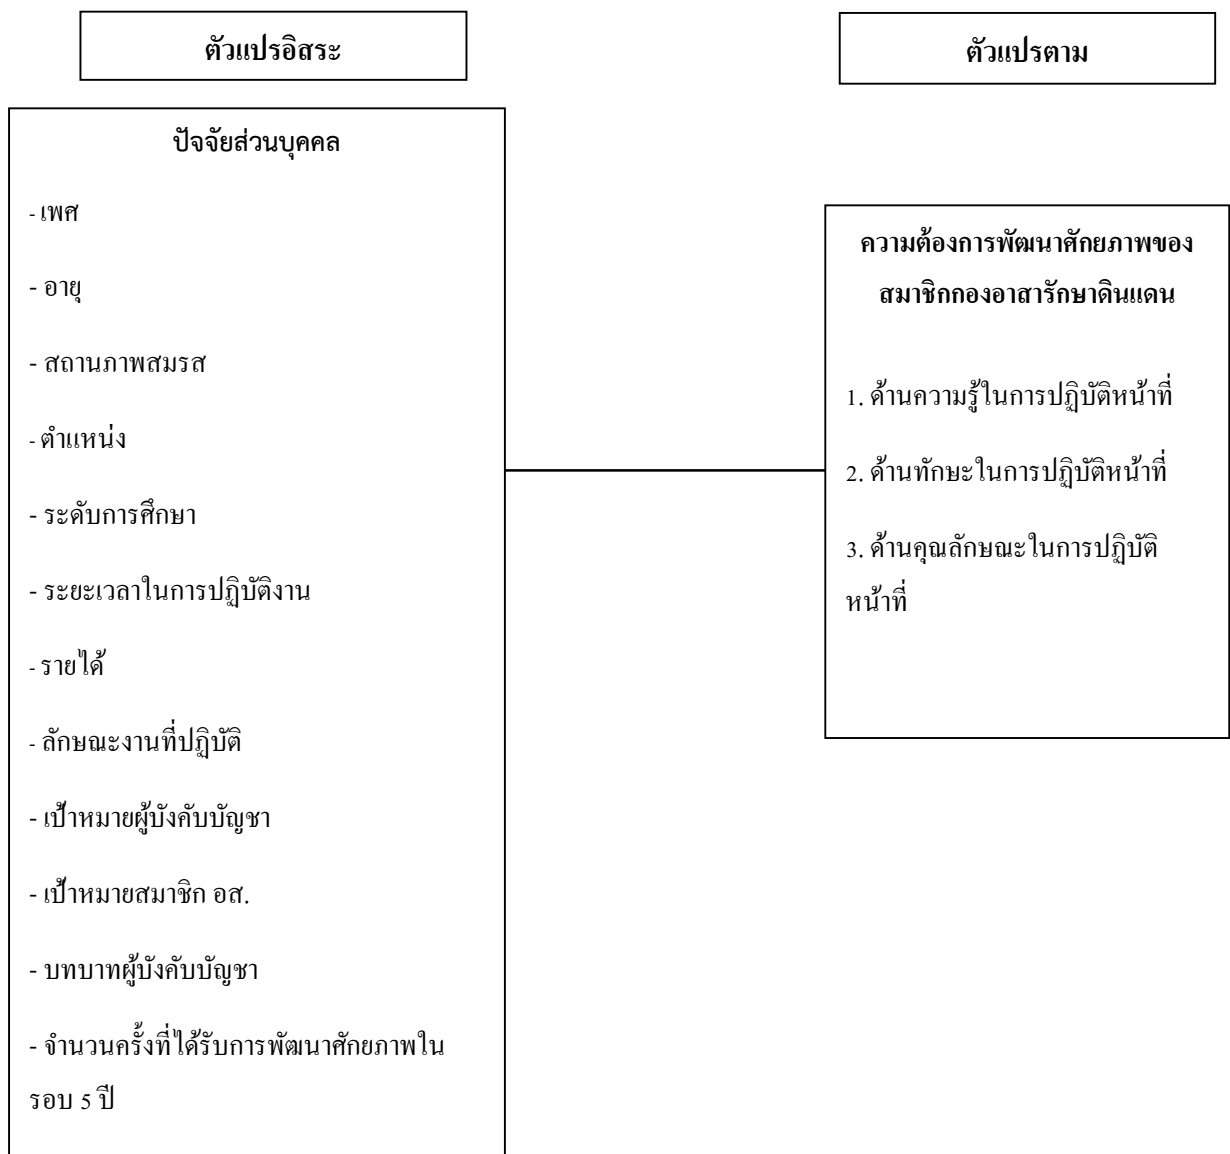 ตัวแปรอิสระ
ตัวแปรตาม
ปัจจัยส่วนบุคคล
- เพศ
- อายุ
- สถานภาพสมรส
- ตำแหน่ง
- ระดับการศึกษา
- ระยะเวลาในการปฏิบัติงาน
- รายได้
- ลักษณะงานที่ปฏิบัติ
- เป้าหมายผู้บังคับบัญชา
- เป้าหมายสมาชิก อส.
- บทบาทผู้บังคับบัญชา
- จำนวนครั้งที่ได้รับการพัฒนาศักยภาพใน
รอบ 5 ปี
ความต้องการพัฒนาศักยภาพของ
สมาชิกกองอาสารักษาดินแดน
1. ด้านความรู้ในการปฏิบัติหน้าที่
2. ด้านทักษะในการปฏิบัติหน้าที่
3. ด้านคุณลักษณะในการปฏิบัติ
หน้าที่